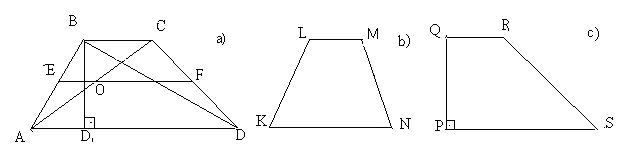 B C a)
E F
O
A D₁ D
L M b)
K N
Q R c)
P S